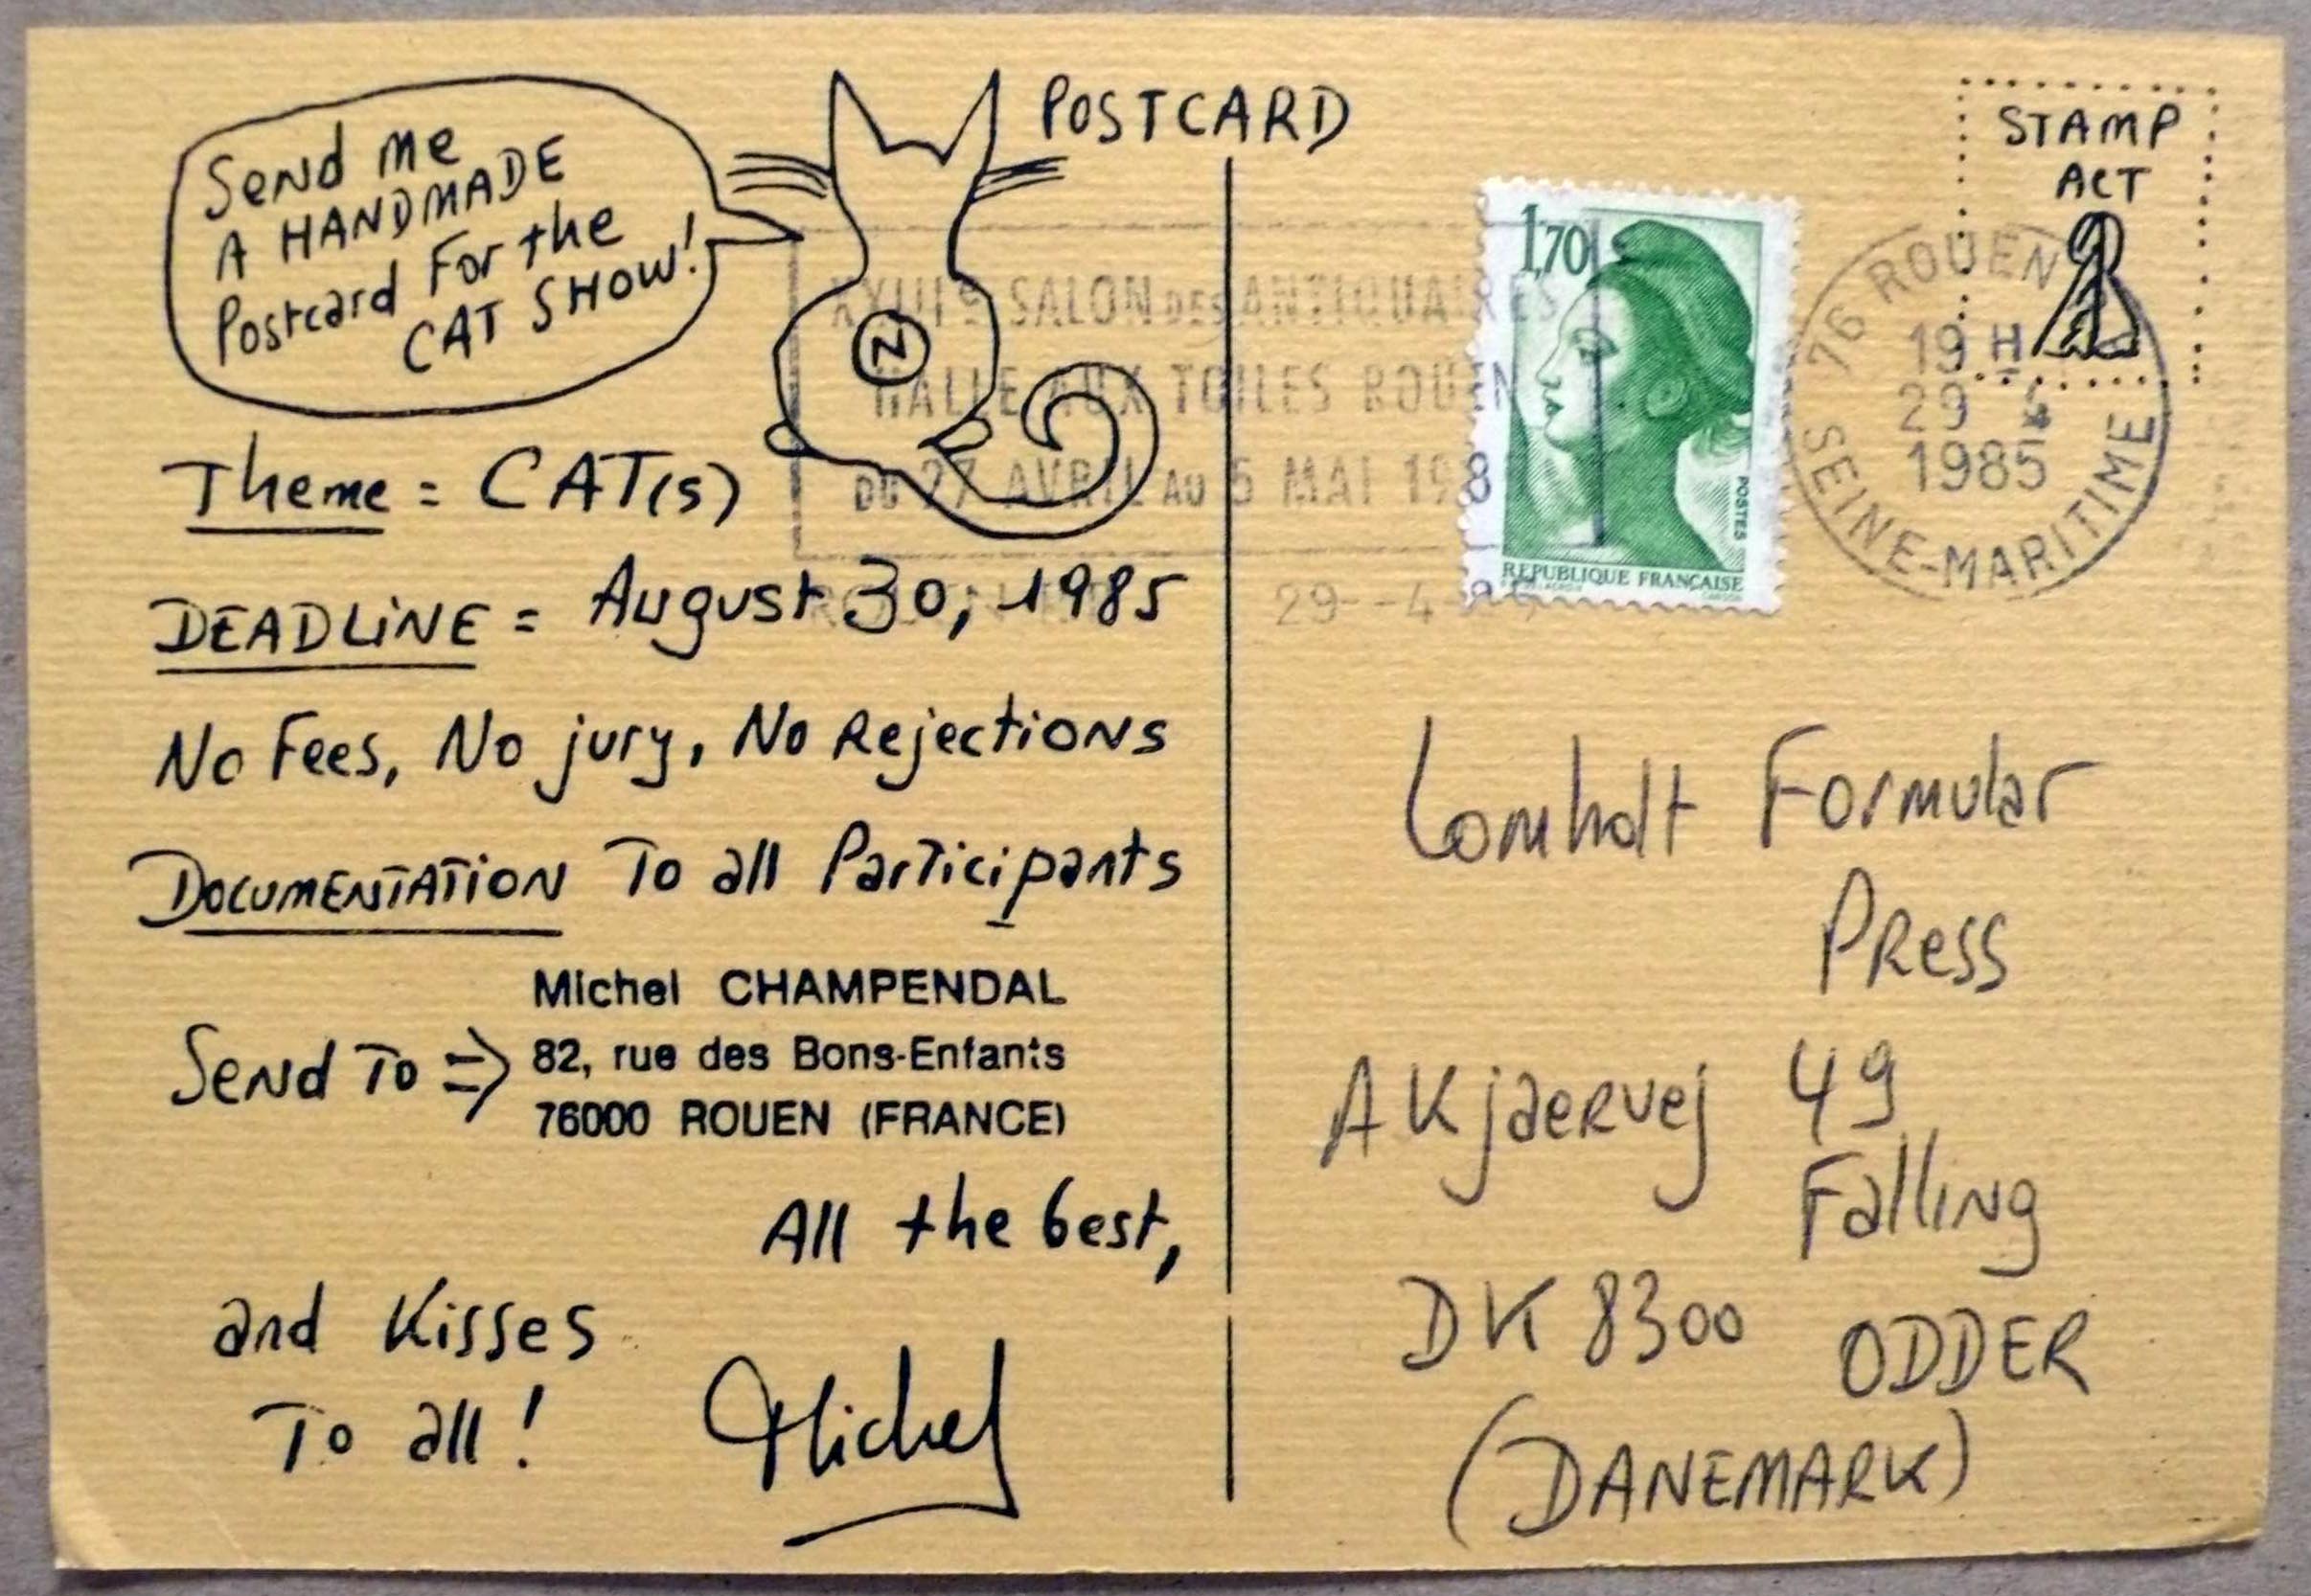 Send me
A HANDMADE
Postcard For the
CAT SHOW!
N
POSTCARD
Theme = CAT(s)
DEADLiNE = August 30, 1985
No Fees, No jury, No Rejections
DOCUMENTATiON To all Participants
Send To ⇒
Michel CHAMPENDAL
82, rue des Bons-Enfants
76000 ROUEN (FRANCE)
All the best,
and Kisses
To all!
Michel
STAMP
ACT
XXIIIe SALON DES ANTIQUAIRES
HALLE AUX TOILES ROUEN
DU 27 AVRIL AU 5 MAI 198
29--4-85
1,70
POSTES
REPUBLIQUE FRANÇAISE
76 ROUEN
19 H
29
1985
SEINE-MARITIME
Lomholt Formular
Press
AKjaervej 49
Falling
DK 8300 ODDER
(DANEMARK)